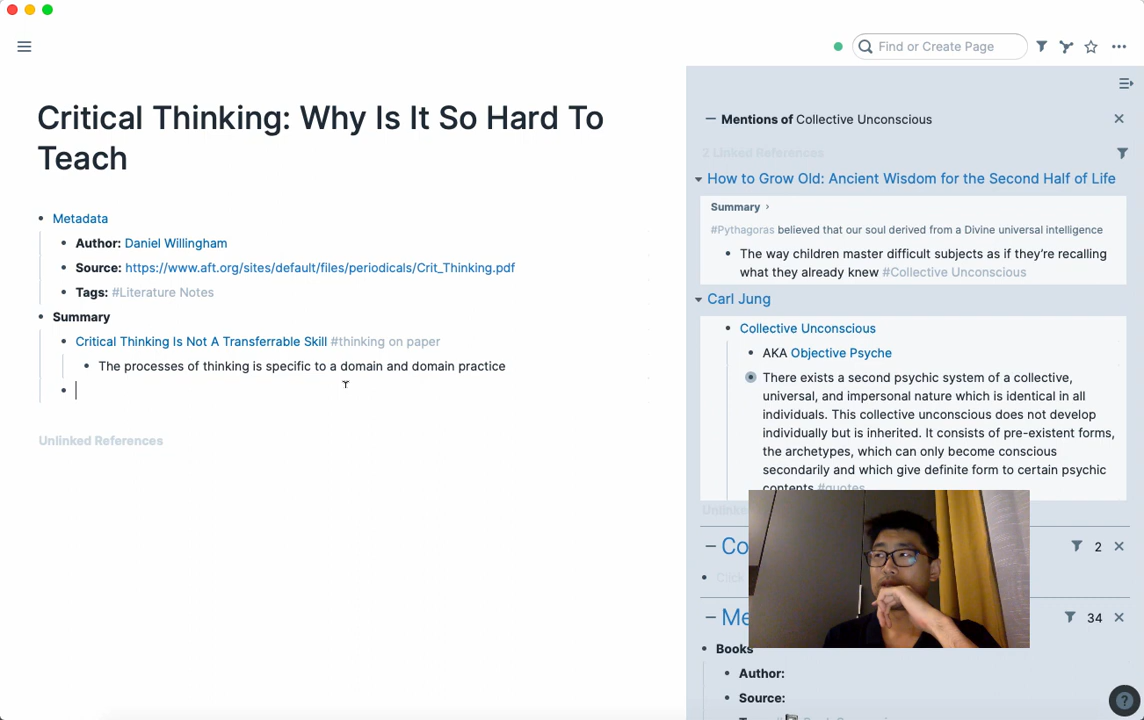 Find or Create Page
Critical Thinking: Why Is It So Hard To
Teach
Metadata
Author: Daniel Willingham
Source: https://www.aft.org/sites/default/files/periodicals/Crit_Thinking.pdf
Tags: #Literature Notes
Summary
Critical Thinking Is Not A Transferrable Skill #thinking on paper
The processes of thinking is specific to a domain and domain practice
Unlinked References
Mentions of Collective Unconscious
2 Linked References
How to Grow Old: Ancient Wisdom for the Second Half of Life
Summary ›
#Pythagoras believed that our soul derived from a Divine universal intelligence
The way children master difficult subjects as if they're recalling
what they already knew #Collective Unconscious
Carl Jung
Collective Unconscious
AKA Objective Psyche
There exists a second psychic system of a collective,
universal, and impersonal nature which is identical in all
individuals. This collective unconscious does not develop
individually but is inherited. It consists of pre-existent forms,
the archetypes, which can only become conscious
secondarily and which give definite form to certain psychic
contents #quotes
Co
2
Click
Me
34
Books
Author:
Source:
?